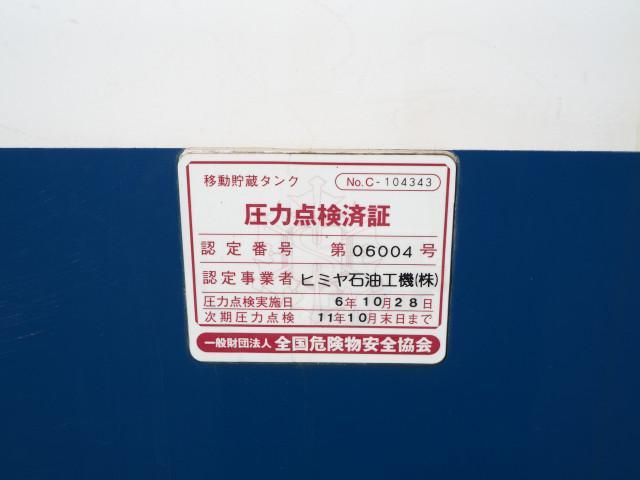 移動貯蔵タンク No.C-104343
圧力点検済証
認定番号 第06004号
認定事業者 ヒミヤ石油工機(株)
圧力点検実施日 6年10月28日
次期圧力点検 11年10月末日まで
一般財団法人 全国危険物安全協会